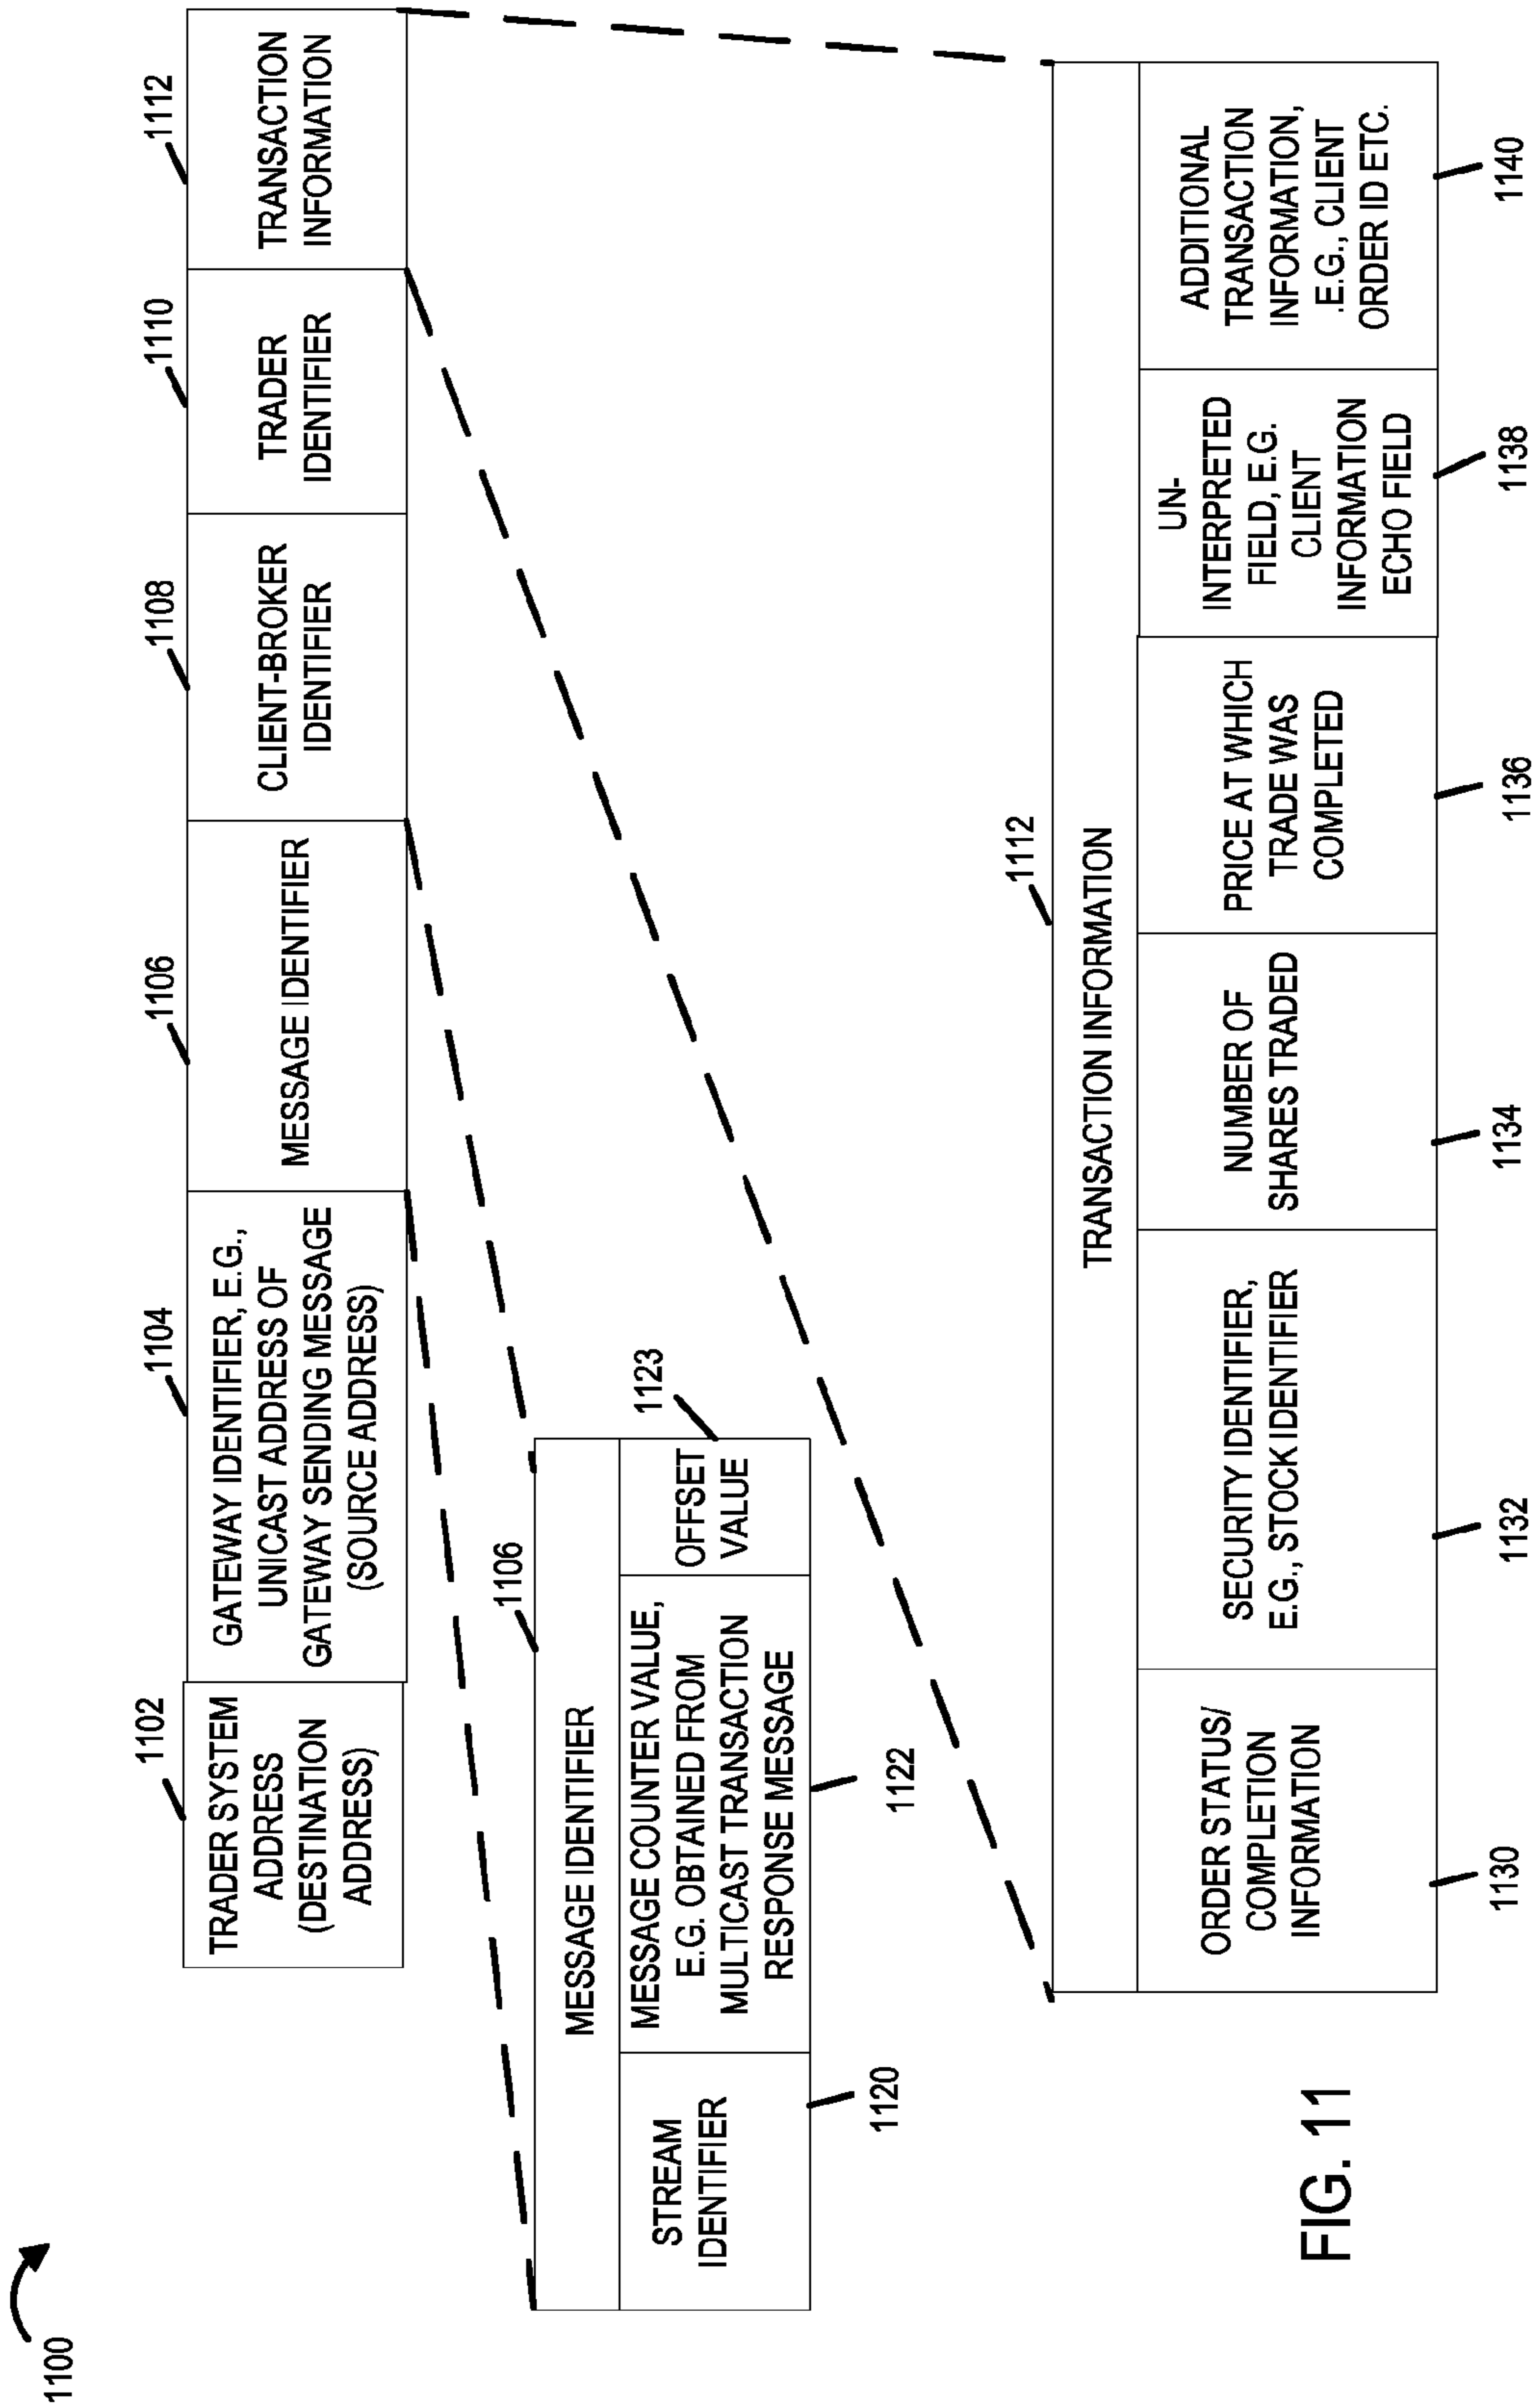 1100
1102
TRADER SYSTEM
ADDRESS
(DESTINATION
ADDRESS)
1104
GATEWAY IDENTIFIER, E.G.,
UNICAST ADDRESS OF
GATEWAY SENDING MESSAGE
(SOURCE ADDRESS)
1106
MESSAGE IDENTIFIER
1108
CLIENT-BROKER
IDENTIFIER
1110
TRADER
IDENTIFIER
1112
TRANSACTION
INFORMATION
1106
MESSAGE IDENTIFIER
STREAM
IDENTIFIER
1120
MESSAGE COUNTER VALUE,
E.G. OBTAINED FROM
MULTICAST TRANSACTION
RESPONSE MESSAGE
1122
OFFSET
VALUE
1123
1112
TRANSACTION INFORMATION
ORDER STATUS/
COMPLETION
INFORMATION
1130
SECURITY IDENTIFIER,
E.G., STOCK IDENTIFIER
1132
NUMBER OF
SHARES TRADED
1134
PRICE AT WHICH
TRADE WAS
COMPLETED
1136
UN-
INTERPRETED
FIELD, E.G.
CLIENT
INFORMATION
ECHO FIELD
1138
ADDITIONAL
TRANSACTION
INFORMATION,
.E.G., CLIENT
ORDER ID ETC.
1140
FIG. 11